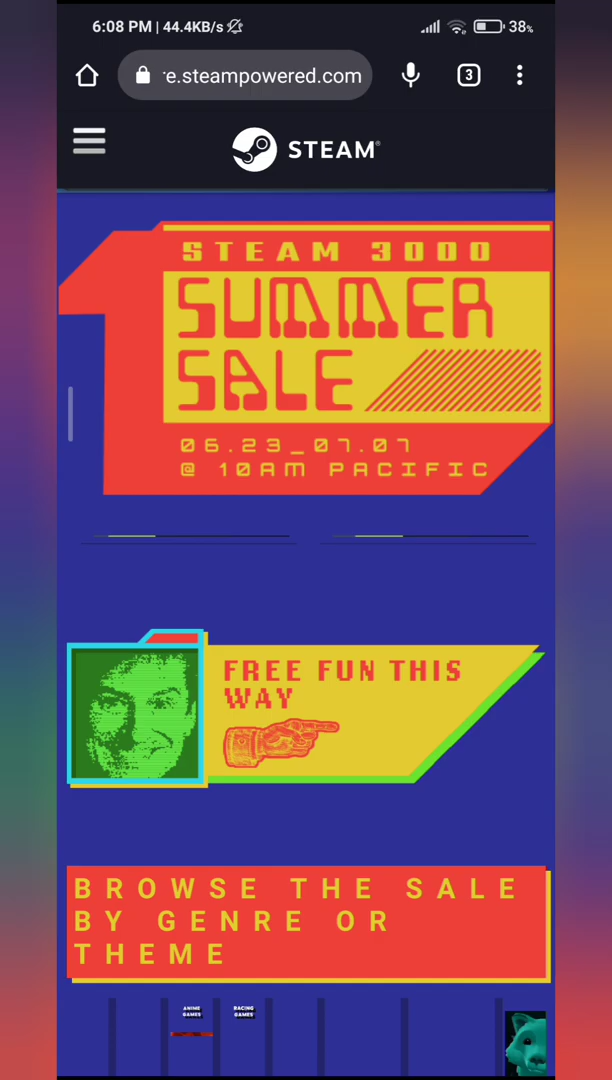 6:08 PM | 44.4KB/s
38%
e.steampowered.com
3
STEAM®
STEAM 3000
SUMMER
SALE
06.23_07.07
@ 10AM PACIFIC
FREE FUN THIS
WAY
BROWSE THE SALE
BY GENRE OR
THEME
ANIME
GAMES
RACING
GAMES